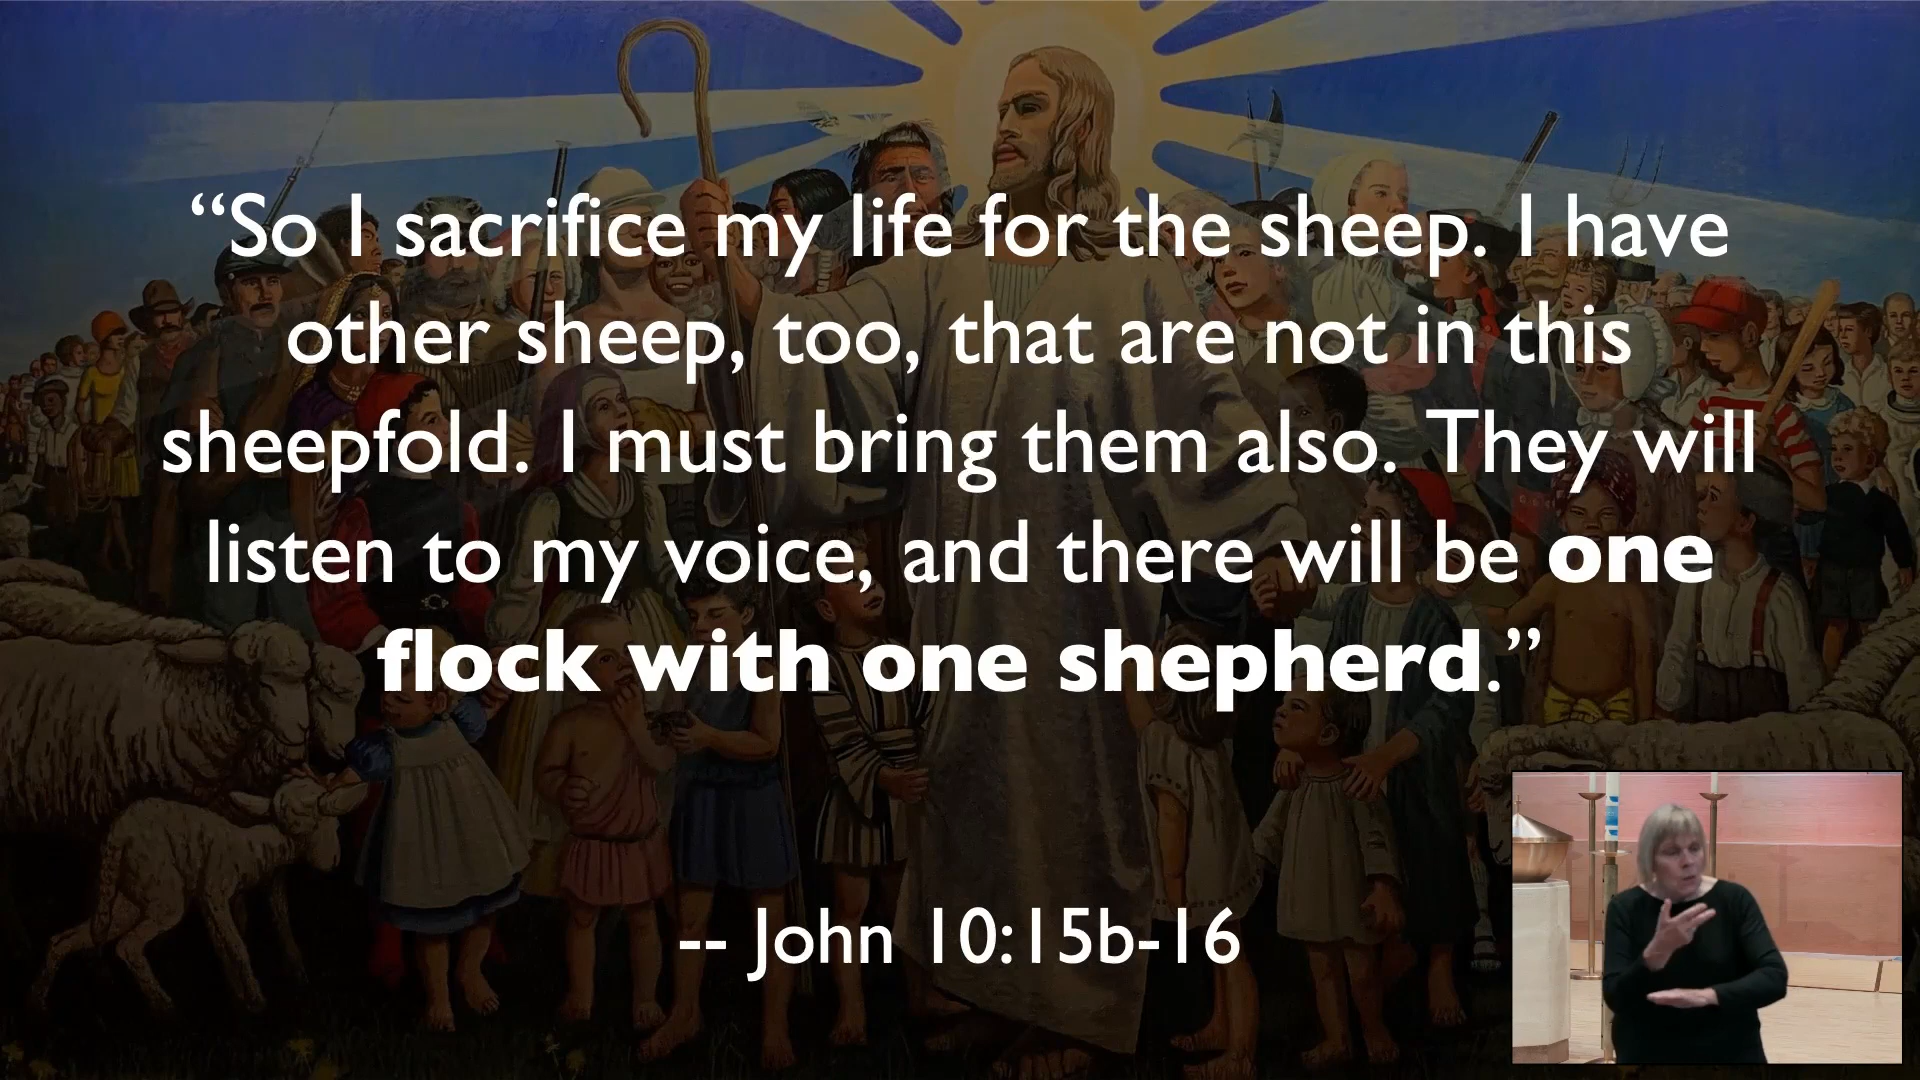 “So I sacrifice my life for the sheep. I have
other sheep, too, that are not in this
sheepfold. I must bring them also. They will
listen to my voice, and there will be one
flock with one shepherd.”
-- John 10:15b-16